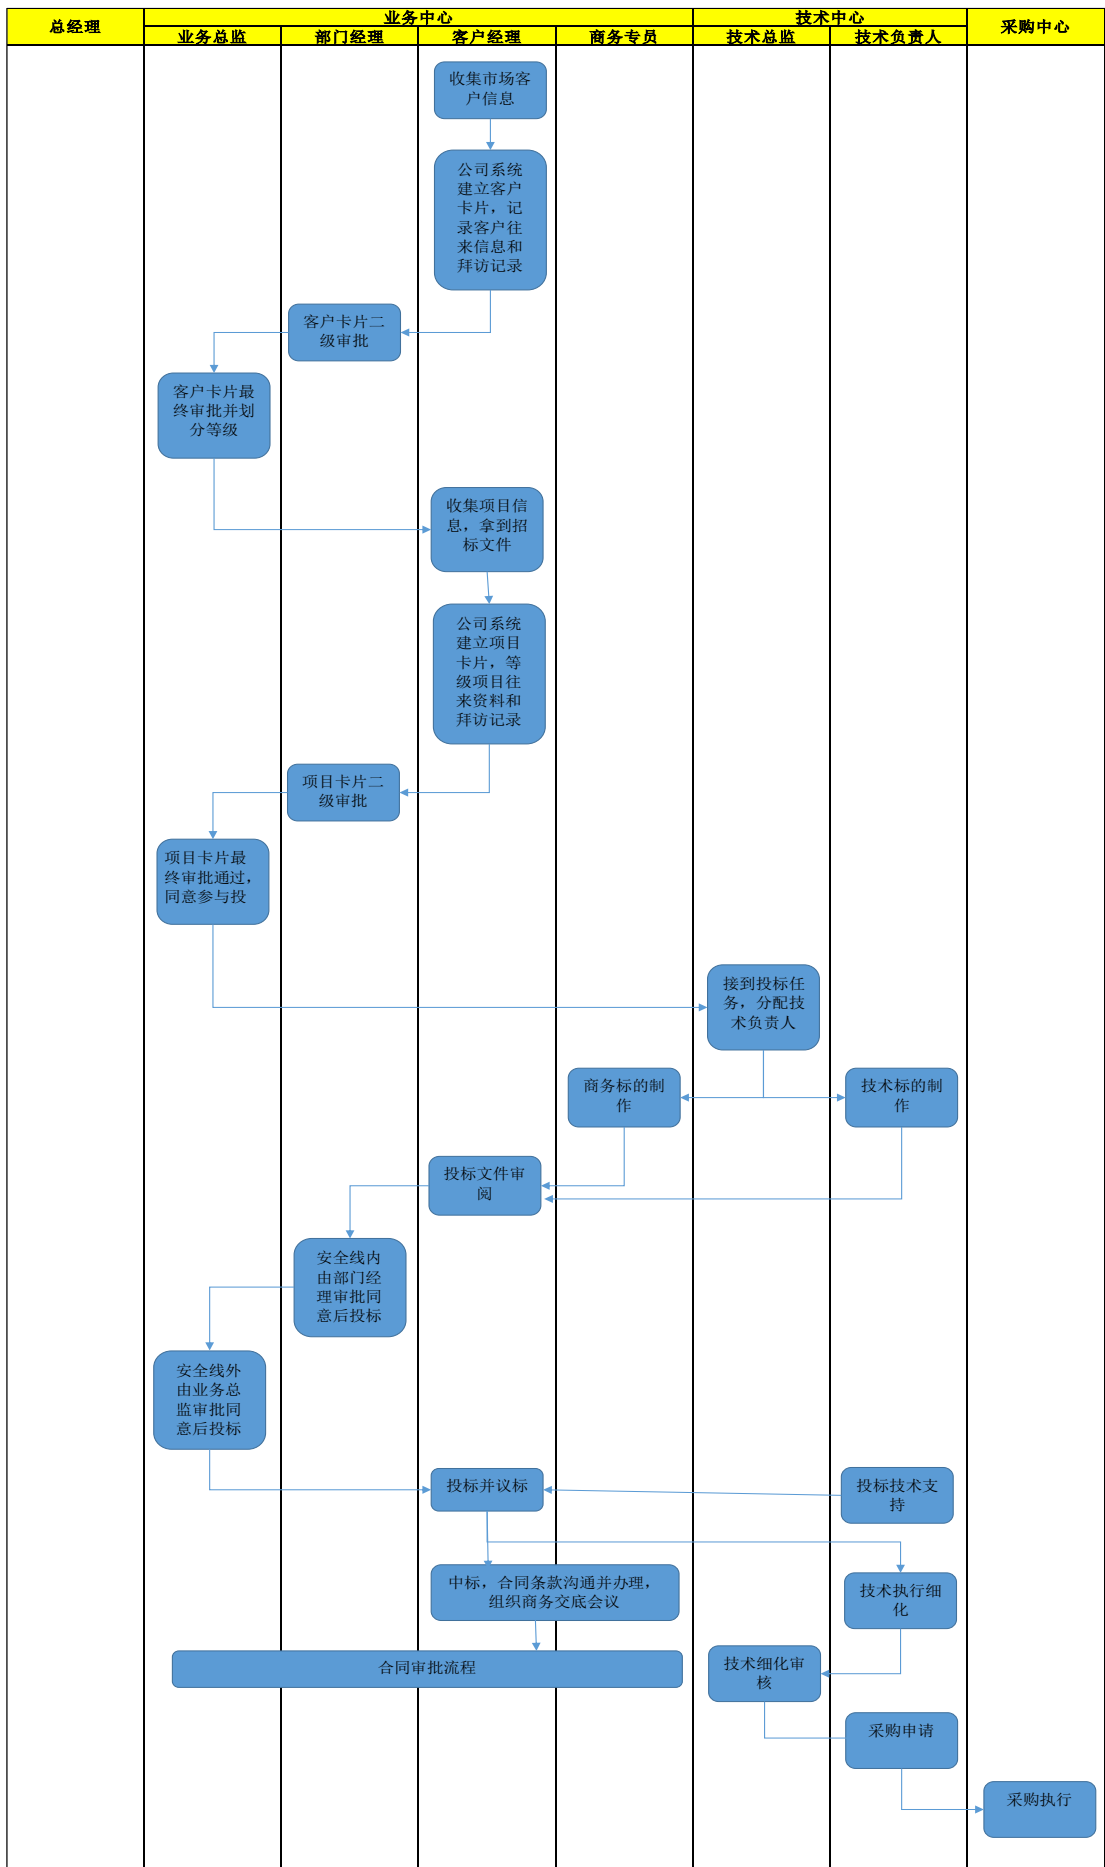 总经理
业务中心
技术中心
采购中心
业务总监
部门经理
客户经理
商务专员
技术总监
技术负责人
收集市场客
户信息
公司系统
建立客户
卡片，记
录客户往
来信息和
拜访记录
客户卡片二
级审批
客户卡片最
终审批并划
分等级
收集项目信
息，拿到招
标文件
公司系统
建立项目
卡片，等
级项目往
来资料和
拜访记录
项目卡片二
级审批
项目卡片最
终审批通过，
同意参与投
接到投标任
务，分配技
术负责人
商务标的制
作
技术标的制
作
投标文件审
阅
安全线内
由部门经
理审批同
意后投标
安全线外
由业务总
监审批同
意后投标
投标并议标
投标技术支
持
中标，合同条款沟通并办理，
组织商务交底会议
技术执行细
化
合同审批流程
技术细化审
核
采购申请
采购执行